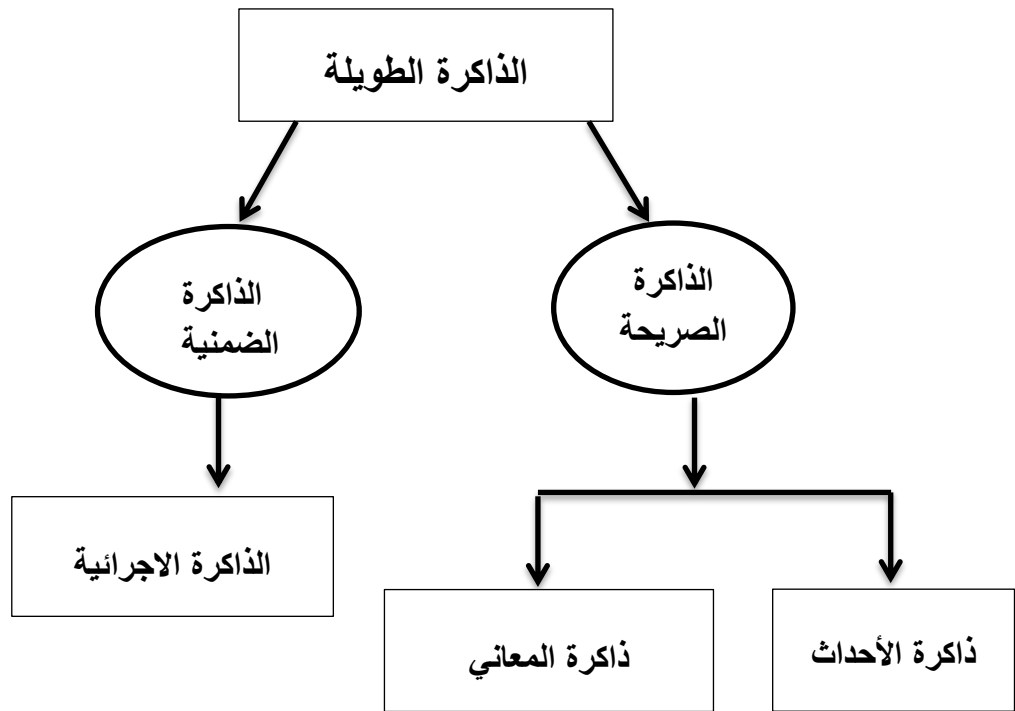 الذاكرة الطويلة
الذاكرة
الصريحة
الذاكرة
الضمنية
الذاكرة الاجرائية
ذاكرة الأحداث
ذاكرة المعاني